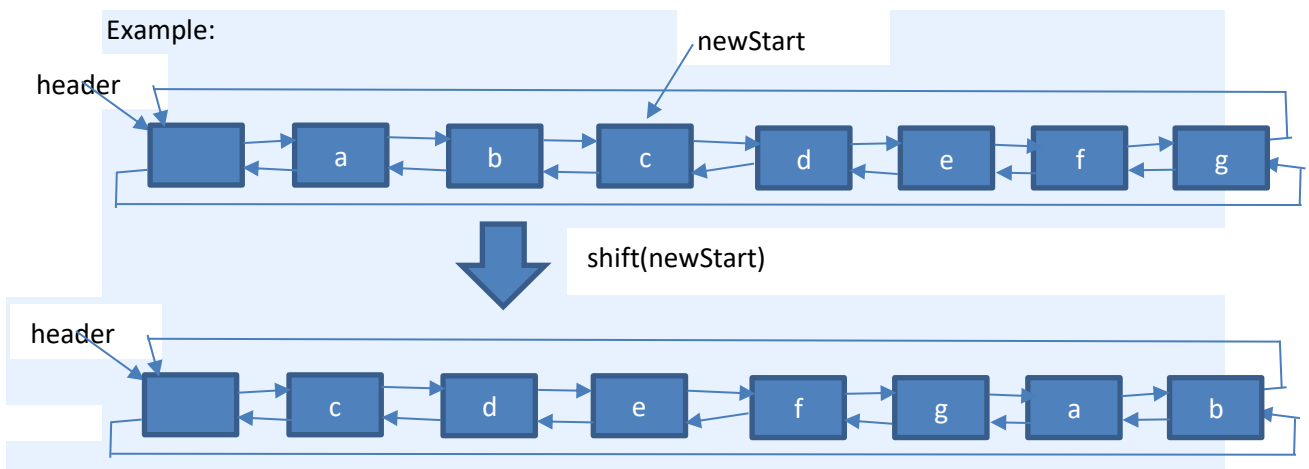 Example:
newStart
header
a b c d e f g
shift(newStart)
header
c d e f g a b